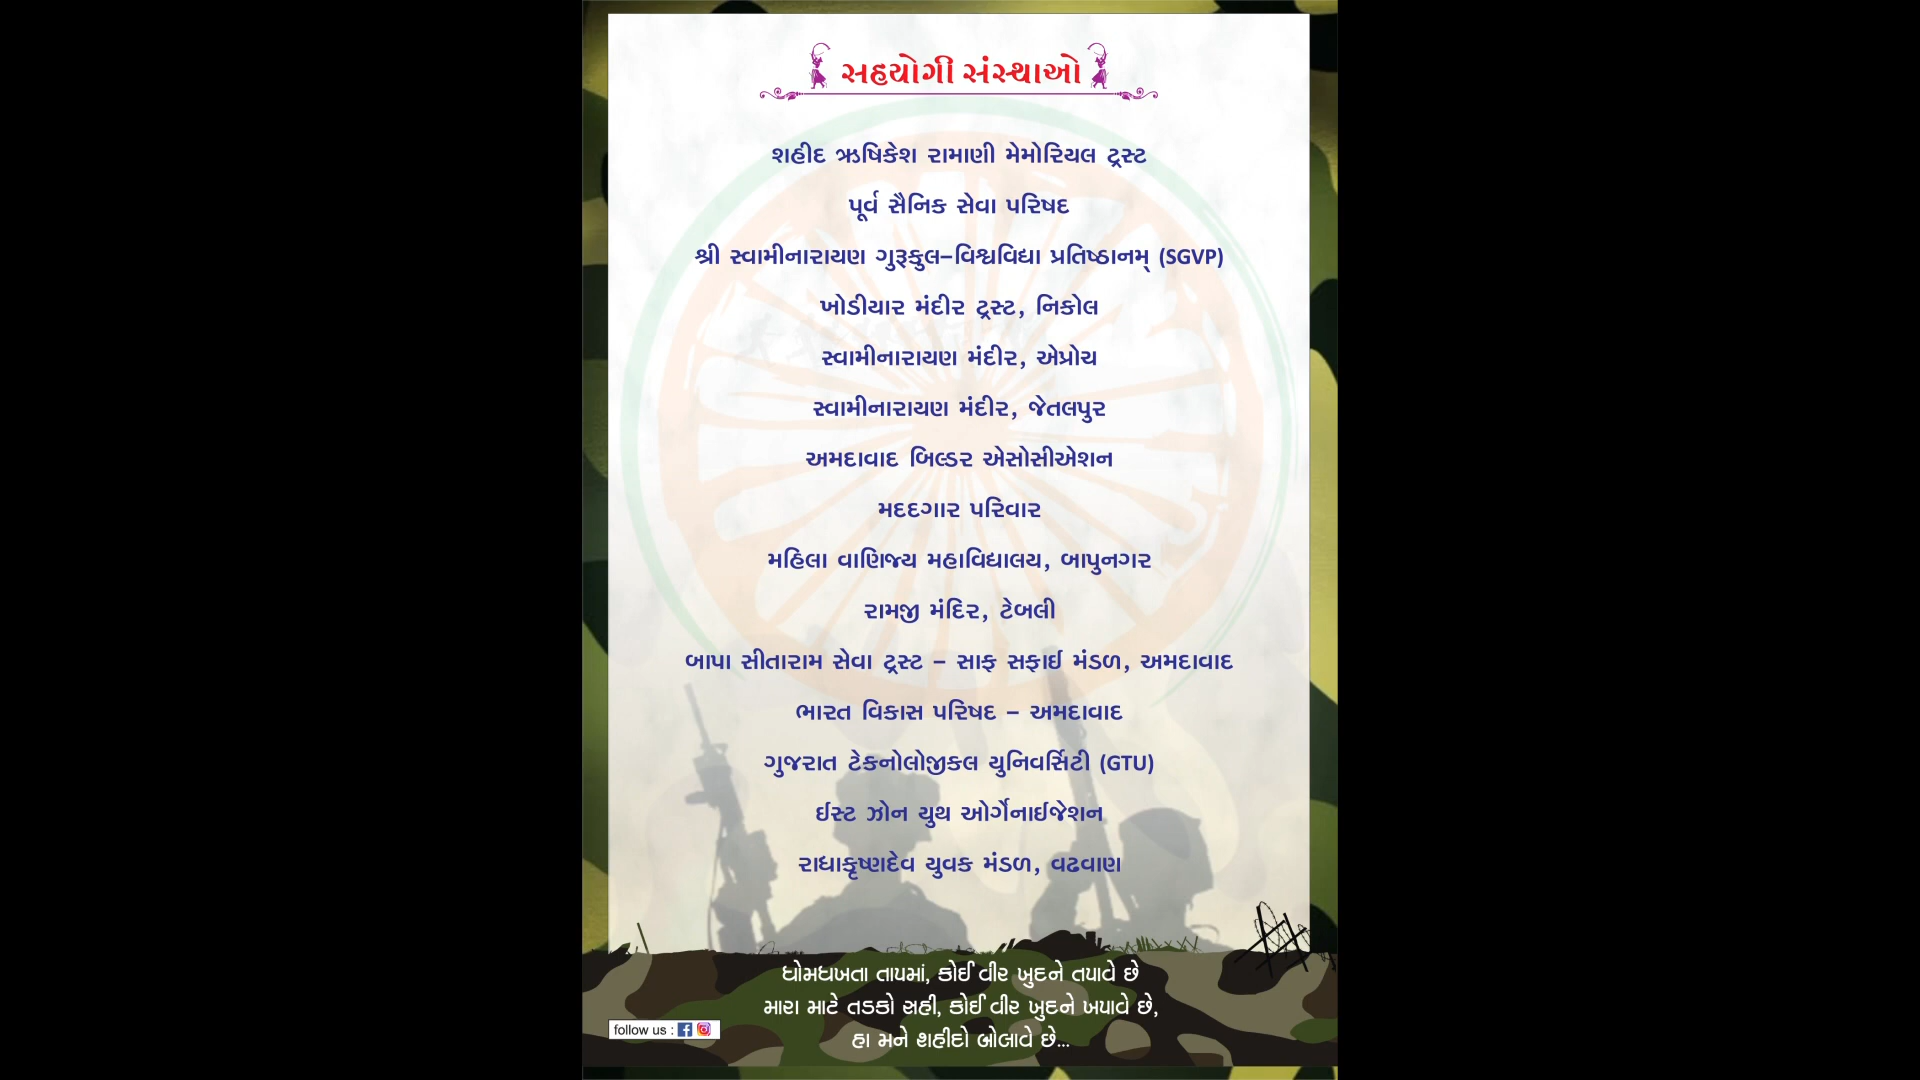 સહયોગી સંસ્થાઓ
શહીદ ઋષિકેશ રામાણી મેમોરિયલ ટ્રસ્ટ
પૂર્વ સૈનિક સેવા પરિષદ
શ્રી સ્વામીનારાયણ ગુરૂકુલ-વિશ્વવિદ્યા પ્રતિષ્ઠાનમ્ (SGVP)
ખોડીયાર મંદીર ટ્રસ્ટ, નિકોલ
સ્વામીનારાયણ મંદીર, એપ્રોચ
સ્વામીનારાયણ મંદીર, જેતલપુર
અમદાવાદ બિલ્ડર એસોસીએશન
મદદગાર પરિવાર
મહિલા વાણિજ્ય મહાવિદ્યાલય, બાપુનગર
રામજી મંદિર, ટેબલી
બાપા સીતારામ સેવા ટ્રસ્ટ - સાફ સફાઈ મંડળ, અમદાવાદ
ભારત વિકાસ પરિષદ - અમદાવાદ
ગુજરાત ટેકનોલોજીકલ યુનિવર્સિટી (GTU)
ઈસ્ટ ઝોન યુથ ઓર્ગેનાઈજેશન
રાધાકૃષ્ણદેવ યુવક મંડળ, વઢવાણ
ધોમધખતા તાપમાં, કોઈ વીર ખુદને તપાવે છે
મારા માટે તડકો સહી, કોઈ વીર ખુદને ખપાવે છે,
હા મને શહીદો બોલાવે છે...
follow us :